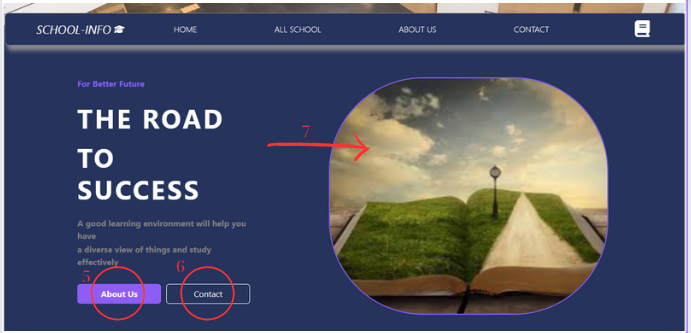 SCHOOL-INFO HOME ALL SCHOOL ABOUT US CONTACT
For Better Future
THE ROAD
TO
SUCCESS
A good learning environment will help you
have
a diverse view of things and study
effectively
5 6
About Us Contact
7